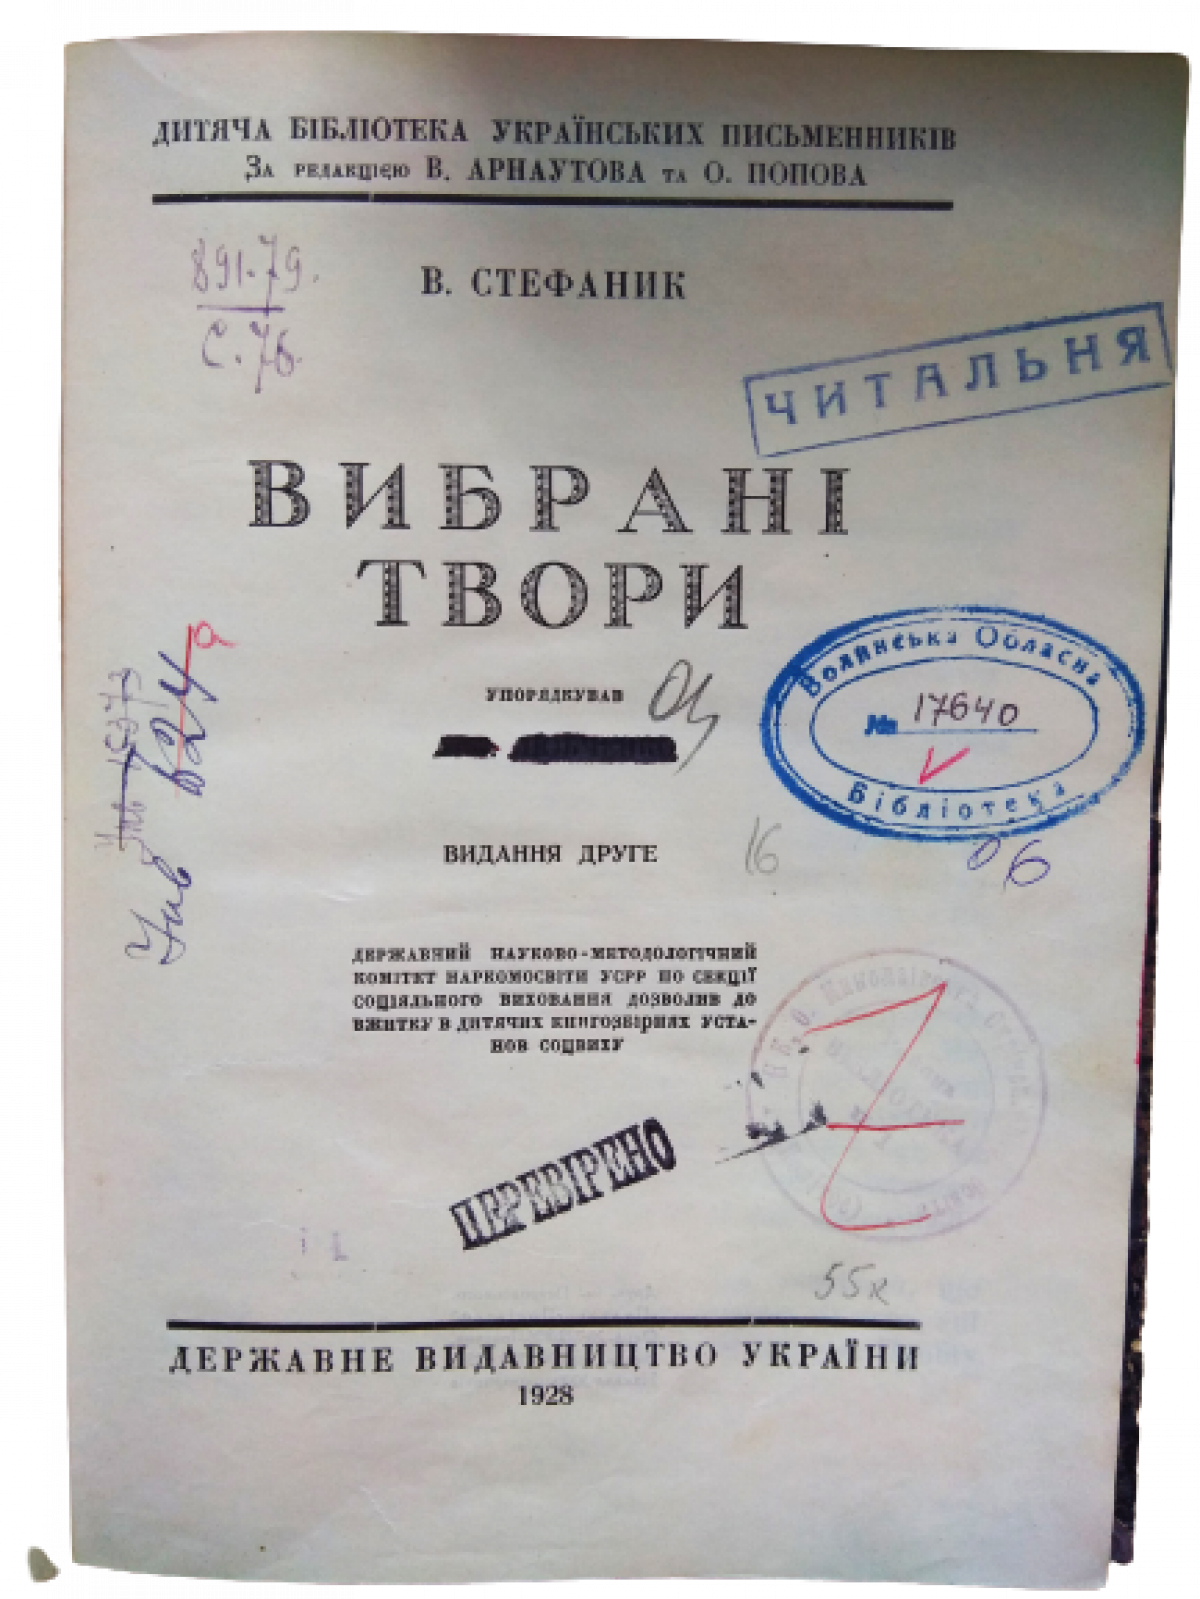 ДИТЯЧА БІБЛІОТЕКА УКРАЇНСЬКИХ ПИСЬМЕННИКІВ
За редакцією В. АРНАУТОВА та О. ПОПОВА
891.79.
С.76.
В. СТЕФАНИК
ЧИТАЛЬНЯ
ВИБРАНІ
ТВОРИ
УПОРЯДКУВАВ
Волинська Обласна
№ 17640
Бібліотека
624
ВИДАННЯ ДРУГЕ
16
06
ДЕРЖАВНИЙ НАУКОВО-МЕТОДОЛОГІЧНИЙ
КОМІТЕТ НАРКОМОСВІТИ УСРР ПО СЕКЦІЇ
СОЦІЯЛЬНОГО ВИХОВАННЯ ДОЗВОЛИВ ДО
ВЖИТКУ В ДИТЯЧИХ КНИГОЗБІРНЯХ УСТА-
НОВ СОЦВИХУ
ПЕРЕВІРЕНО
55к
ДЕРЖАВНЕ ВИДАВНИЦТВО УКРАЇНИ
1928